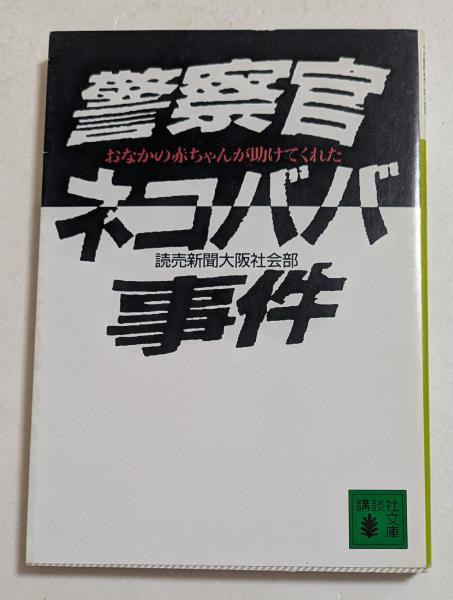 警察官
おなかの赤ちゃんが助けてくれた
ネコババ
読売新聞大阪社会部
事件
講談社
文庫